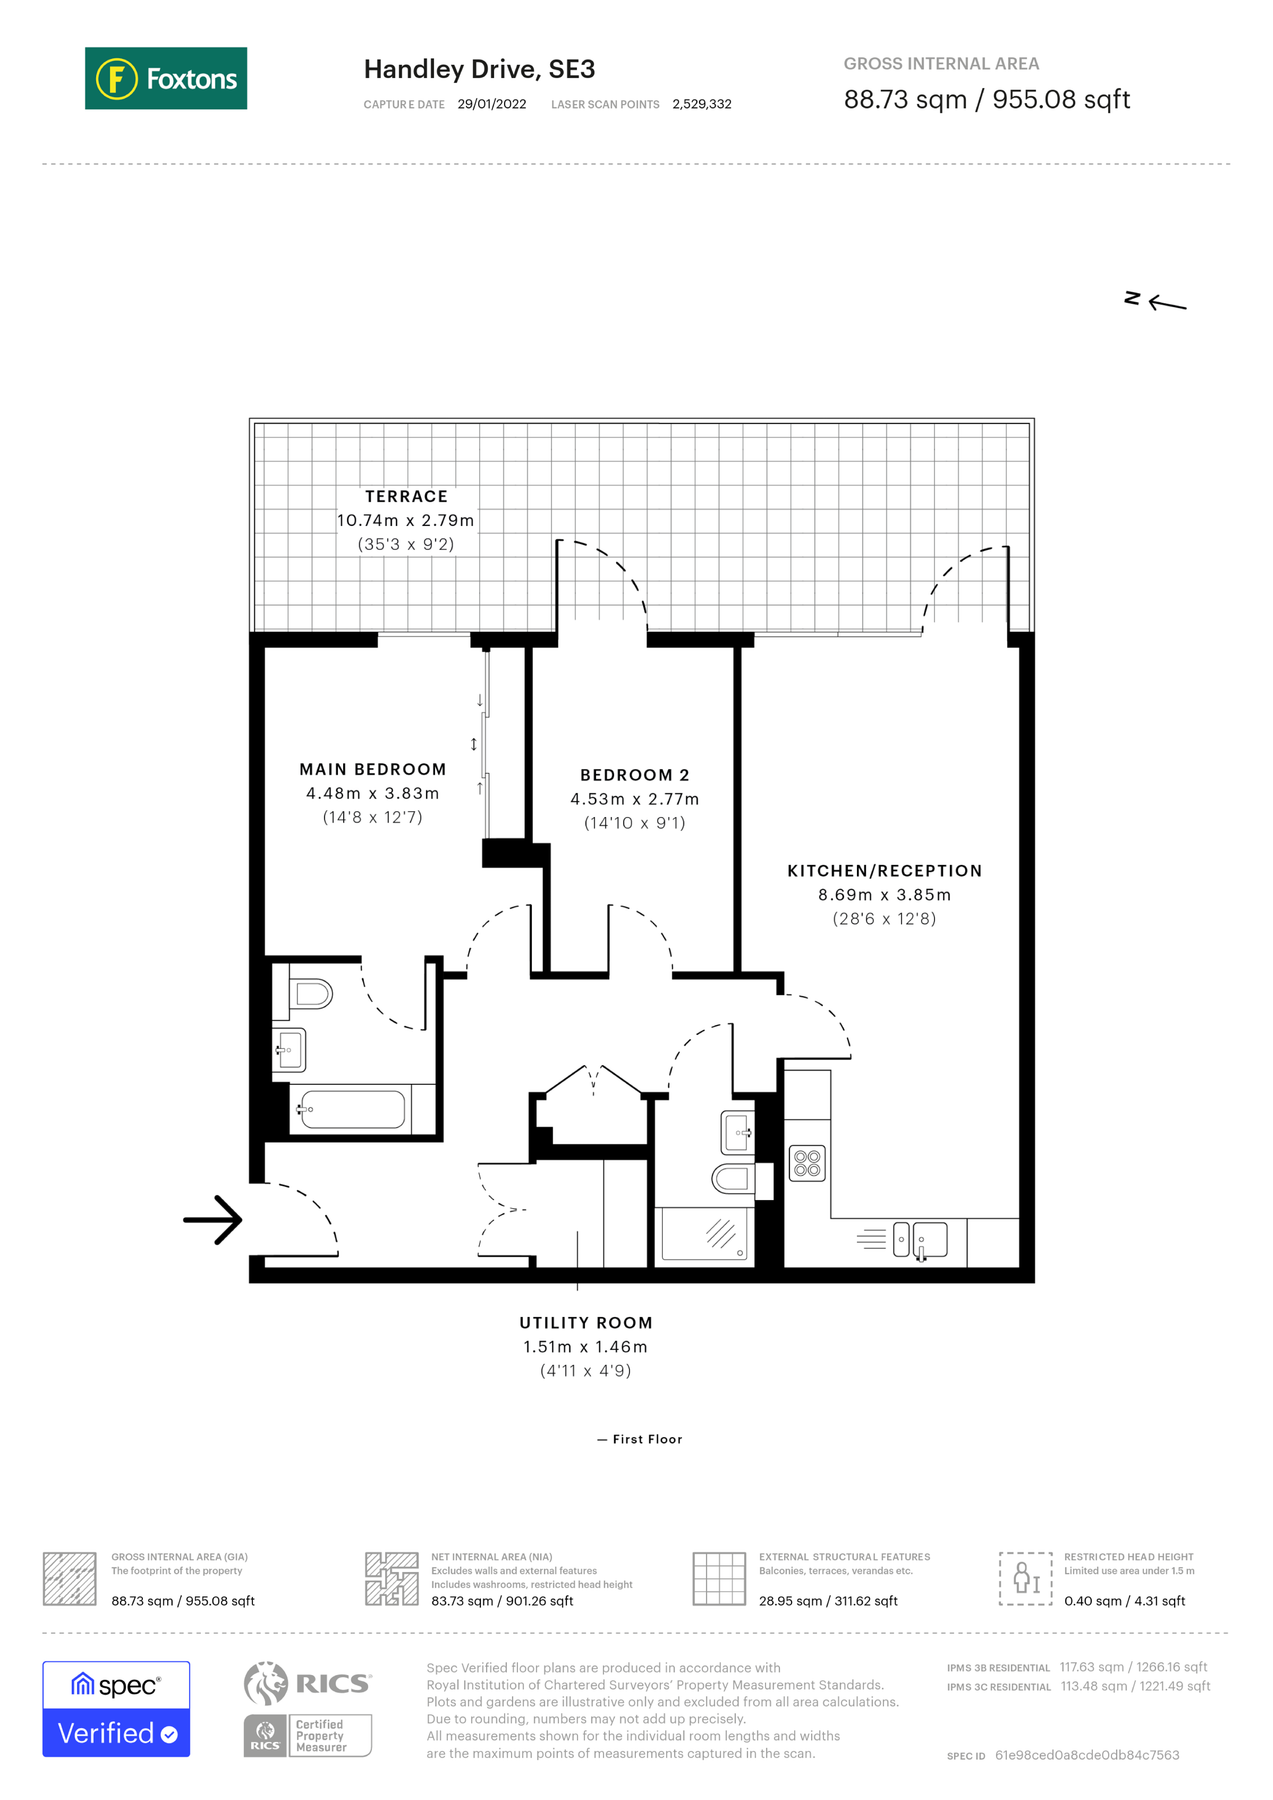 Foxtons
Handley Drive, SE3
CAPTURE DATE 29/01/2022 LASER SCAN POINTS 2,529,332
GROSS INTERNAL AREA
88.73 sqm / 955.08 sqft
N
TERRACE
10.74m x 2.79m
(35'3 x 9'2)
MAIN BEDROOM
4.48m x 3.83m
(14'8 x 12'7)
BEDROOM 2
4.53m x 2.77m
(14'10 x 9'1)
KITCHEN/RECEPTION
8.69m x 3.85m
(28'6 x 12'8)
UTILITY ROOM
1.51m x 1.46m
(4'11 x 4'9)
— First Floor
GROSS INTERNAL AREA (GIA)
The footprint of the property
88.73 sqm / 955.08 sqft
NET INTERNAL AREA (NIA)
Excludes walls and external features
Includes washrooms, restricted head height
83.73 sqm / 901.26 sqft
EXTERNAL STRUCTURAL FEATURES
Balconies, terraces, verandas etc.
28.95 sqm / 311.62 sqft
RESTRICTED HEAD HEIGHT
Limited use area under 1.5 m
0.40 sqm / 4.31 sqft
spec®
Verified
RICS®
RICS
Certified
Property
Measurer
Spec Verified floor plans are produced in accordance with
Royal Institution of Chartered Surveyors' Property Measurement Standards.
Plots and gardens are illustrative only and excluded from all area calculations.
Due to rounding, numbers may not add up precisely.
All measurements shown for the individual room lengths and widths
are the maximum points of measurements captured in the scan.
IPMS 3B RESIDENTIAL 117.63 sqm / 1266.16 sqft
IPMS 3C RESIDENTIAL 113.48 sqm / 1221.49 sqft
SPEC ID 61e98ced0a8cde0db84c7563